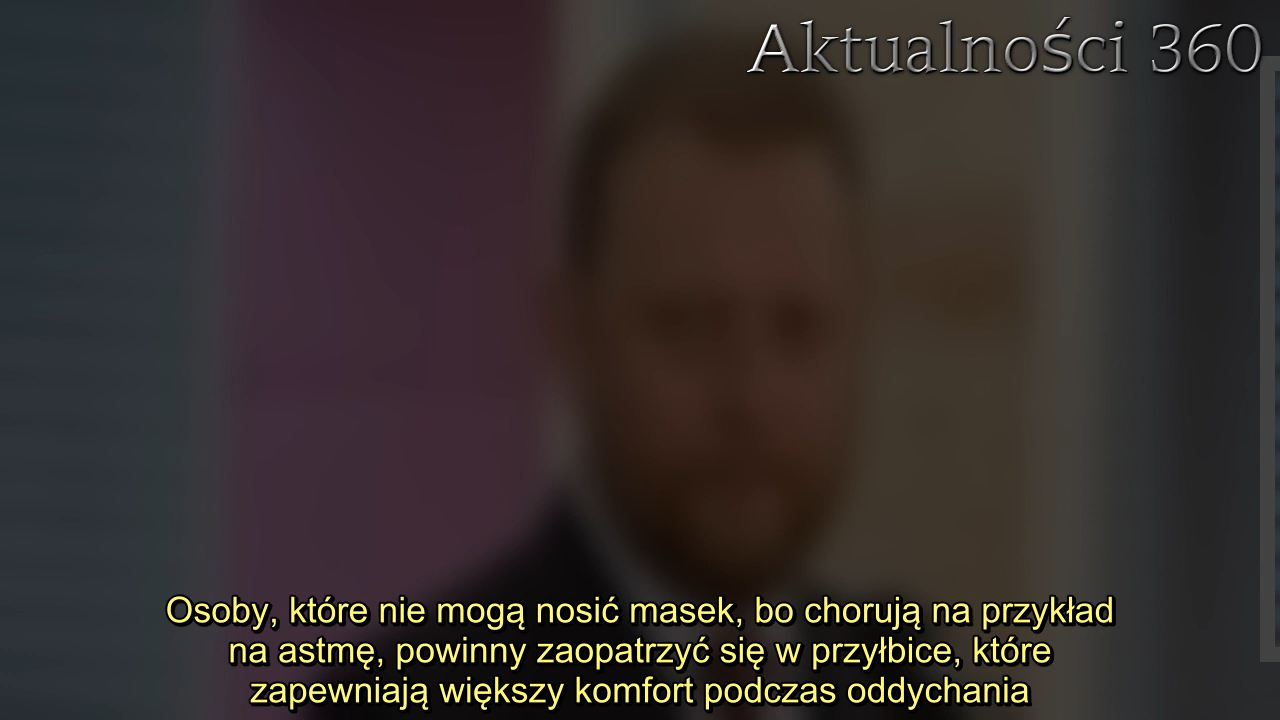 Aktualności 360
Osoby, które nie mogą nosić masek, bo chorują na przykład
na astmę, powinny zaopatrzyć się w przyłbice, które
zapewniają większy komfort podczas oddychania